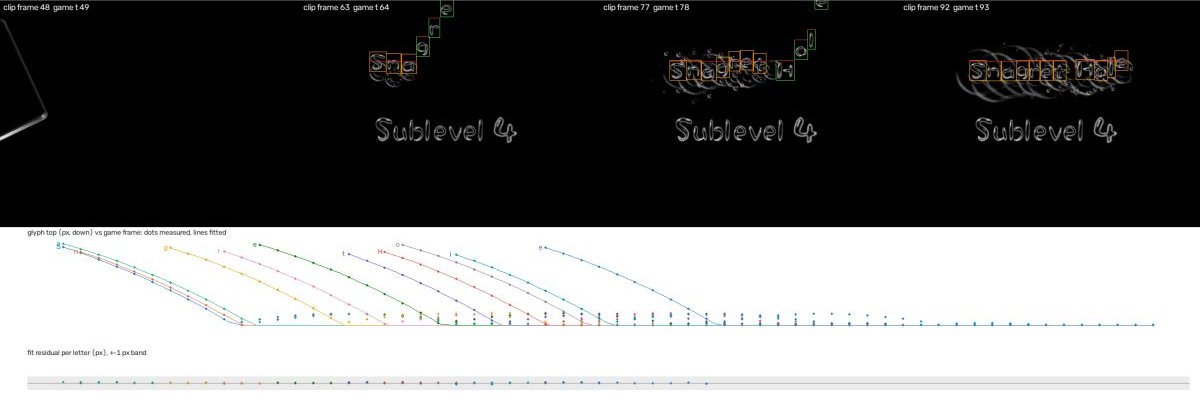 clip frame 48 game t 49
clip frame 63 game t 64
clip frame 77 game t 78
clip frame 92 game t 93
e
r
g
Sna
Sublevel 4
e
l
o
Snagret H
Sublevel 4
Snagret Hole
Sublevel 4
glyph top (px, down) vs game frame: dots measured, lines fitted
a
S
n
g
r
e
t
H
o
l
e
fit residual per letter (px), +-1 px band